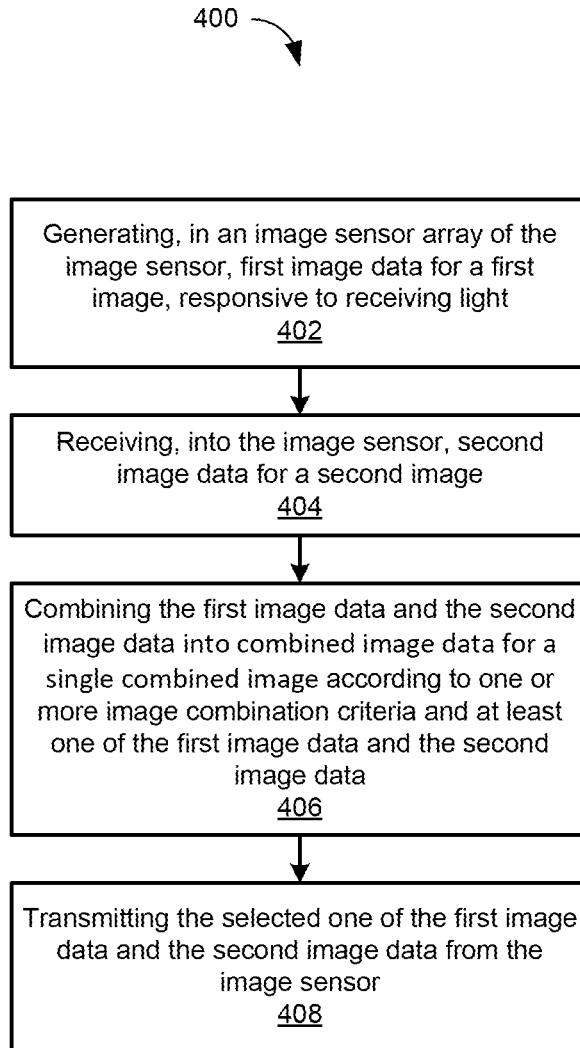 400
Generating, in an image sensor array of the
image sensor, first image data for a first
image, responsive to receiving light
402
Receiving, into the image sensor, second
image data for a second image
404
Combining the first image data and the second
image data into combined image data for a
single combined image according to one or
more image combination criteria and at least
one of the first image data and the second
image data
406
Transmitting the selected one of the first image
data and the second image data from the
image sensor
408